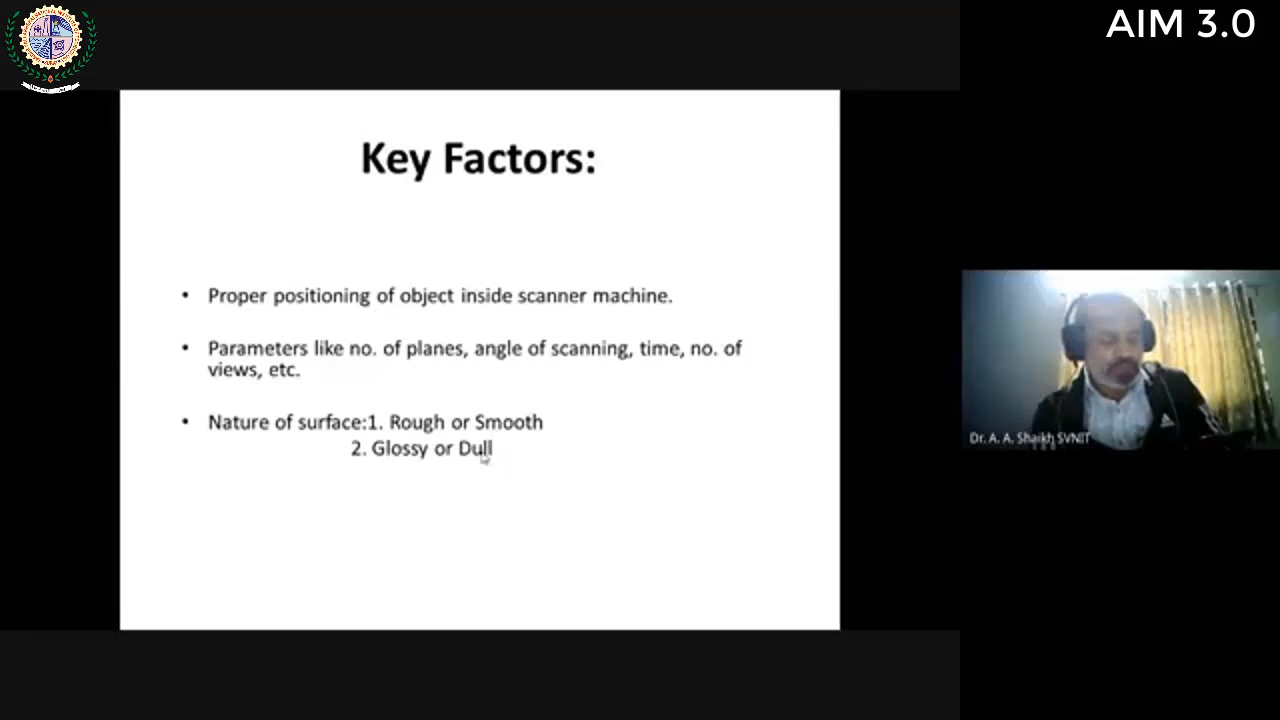 AIM 3.0
Key Factors:
• Proper positioning of object inside scanner machine.
• Parameters like no. of planes, angle of scanning, time, no. of
views, etc.
• Nature of surface:1. Rough or Smooth
2. Glossy or Dull
Dr. A. A. Shaikh SVNIT